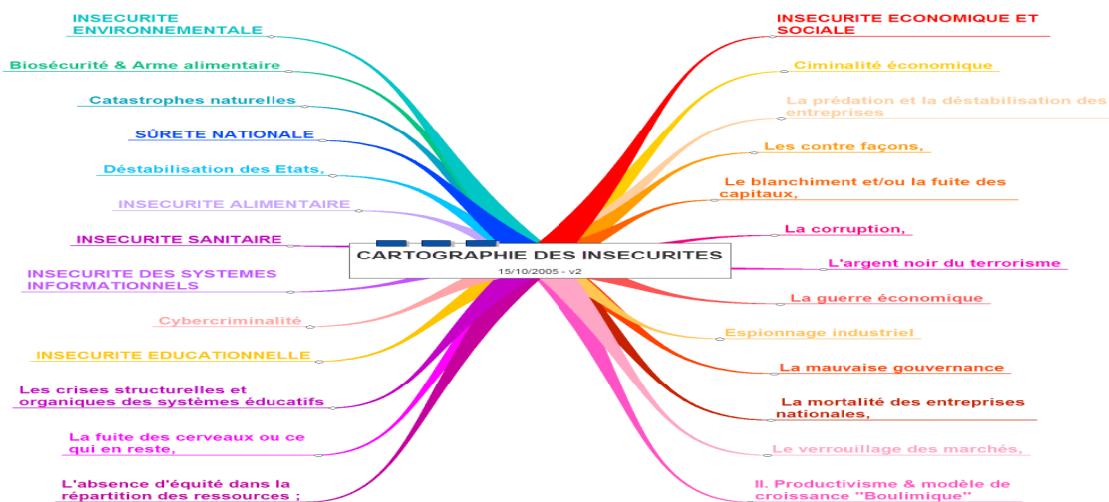 CARTOGRAPHIE DES INSECURITES
15/10/2005 - v2
INSECURITE
ENVIRONNEMENTALE
Biosécurité & Arme alimentaire
Catastrophes naturelles
SÛRETE NATIONALE
Déstabilisation des Etats,
INSECURITE ALIMENTAIRE
INSECURITE SANITAIRE
INSECURITE DES SYSTEMES
INFORMATIONNELS
Cybercriminalité
INSECURITE EDUCATIONNELLE
Les crises structurelles et
organiques des systèmes éducatifs
La fuite des cerveaux ou ce
qui en reste,
L'absence d'équité dans la
répartition des ressources ;
INSECURITE ECONOMIQUE ET
SOCIALE
Ciminalité économique
La prédation et la déstabilisation des
entreprises
Les contre façons,
Le blanchiment et/ou la fuite des
capitaux,
La corruption,
L'argent noir du terrorisme
La guerre économique
Espionnage industriel
La mauvaise gouvernance
La mortalité des entreprises
nationales,
Le verrouillage des marchés,
II. Productivisme & modèle de
croissance "Boulimique"